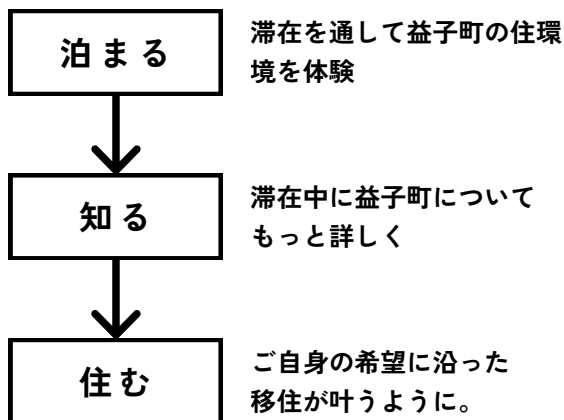 泊まる
滞在を通して益子町の住環
境を体験
知る
滞在中に益子町について
もっと詳しく
住む
ご自身の希望に沿った
移住が叶うように。